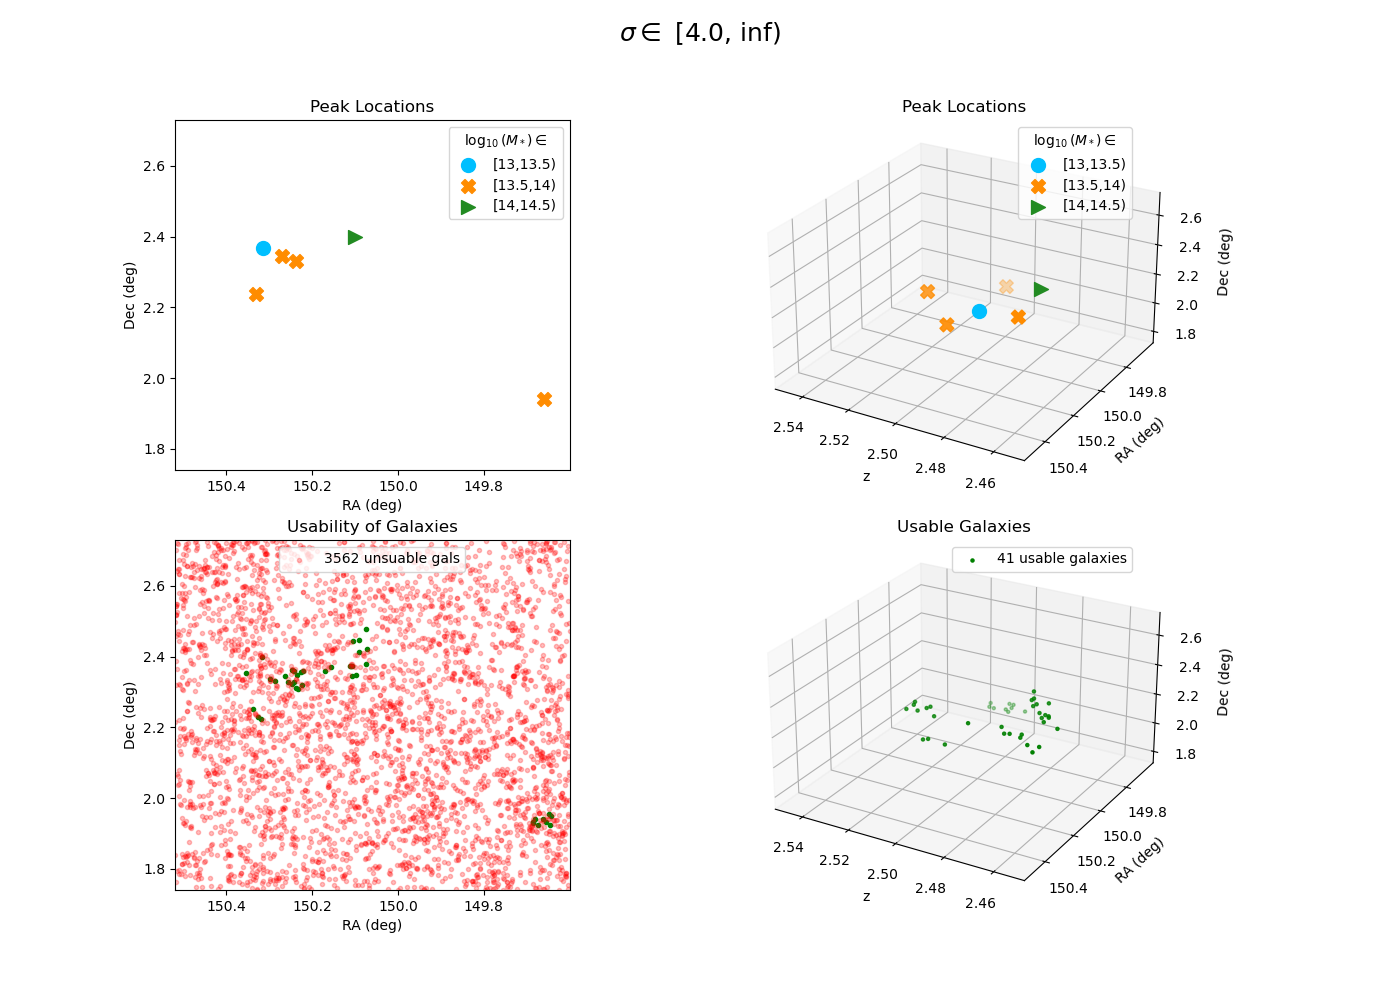 σ ∈ [4.0, inf)
Peak Locations
log₁₀(M*) ∈
[13,13.5)
[13.5,14)
[14,14.5)
2.6
2.4
2.2
2.0
1.8
Dec (deg)
150.4 150.2 150.0 149.8
RA (deg)
Peak Locations
log₁₀(M*) ∈
[13,13.5)
[13.5,14)
[14,14.5)
2.6
2.4
2.2
2.0
1.8
Dec (deg)
149.8
150.0
150.2
150.4
RA (deg)
2.54
2.52
2.50
2.48
2.46
z
Usability of Galaxies
3562 unusuable gals
2.6
2.4
2.2
2.0
1.8
Dec (deg)
150.4 150.2 150.0 149.8
RA (deg)
Usable Galaxies
41 usable galaxies
2.6
2.4
2.2
2.0
1.8
Dec (deg)
149.8
150.0
150.2
150.4
RA (deg)
2.54
2.52
2.50
2.48
2.46
z